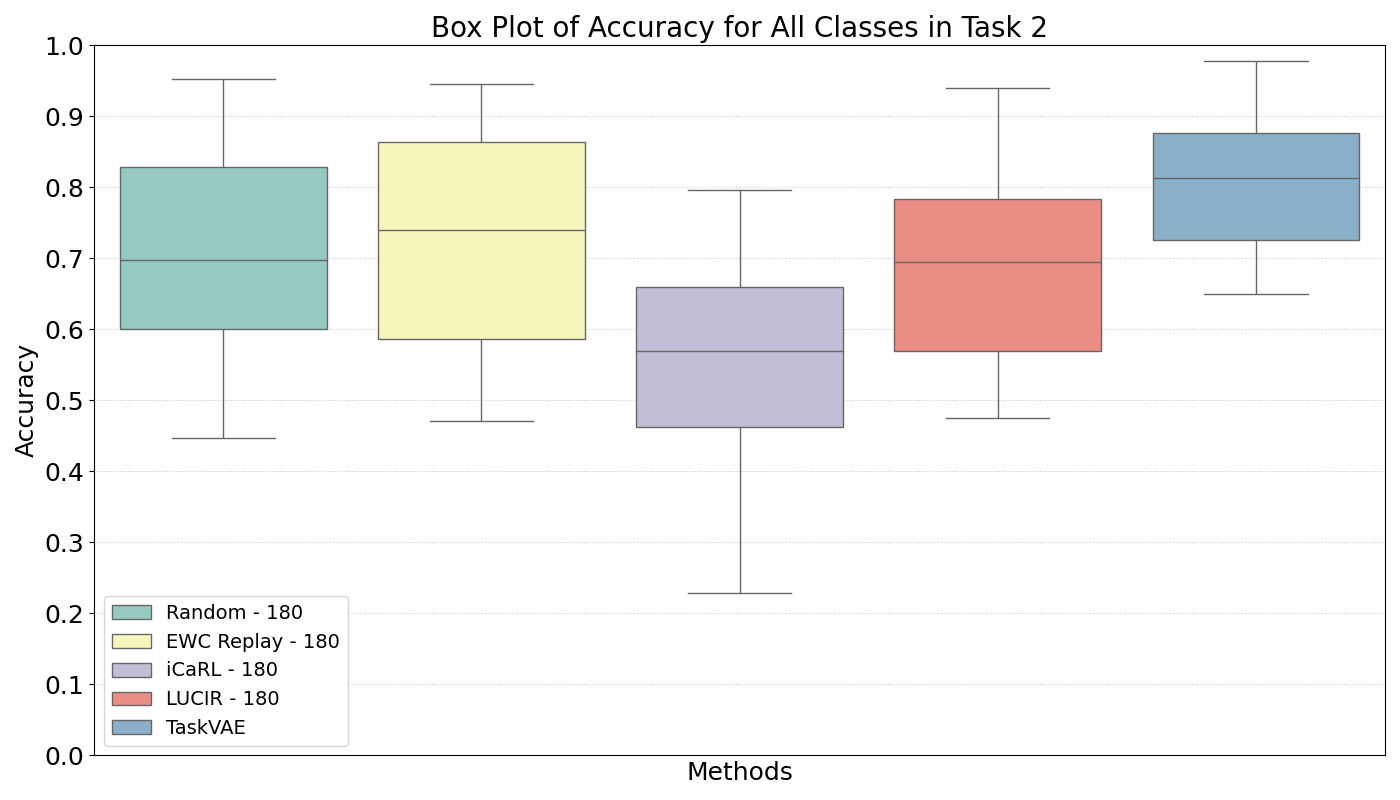 Box Plot of Accuracy for All Classes in Task 2
Accuracy
1.0
0.9
0.8
0.7
0.6
0.5
0.4
0.3
0.2
0.1
0.0
Random - 180
EWC Replay - 180
iCaRL - 180
LUCIR - 180
TaskVAE
Methods